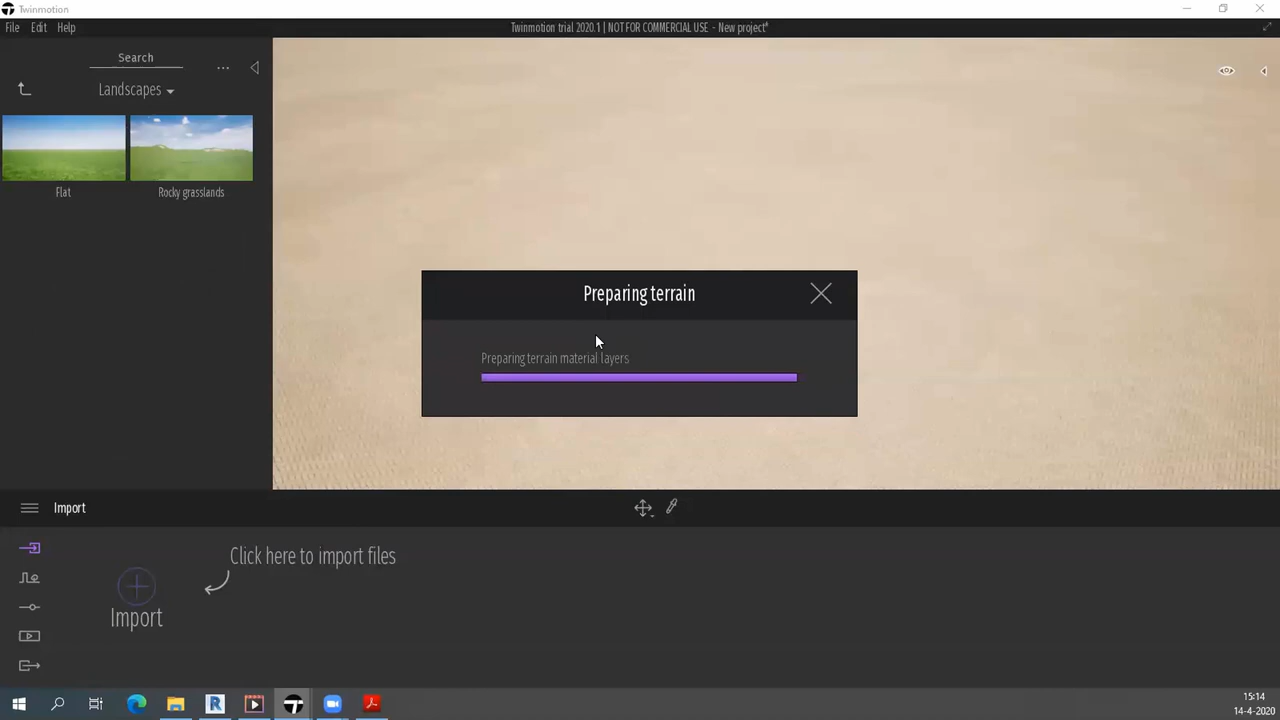 Twinmotion
File Edit Help
Twinmotion trial 2020.1 | NOT FOR COMMERCIAL USE - New project*
Search
...
Landscapes
Flat
Rocky grasslands
Preparing terrain
Preparing terrain material layers
Import
Click here to import files
Import
15:14
14-4-2020